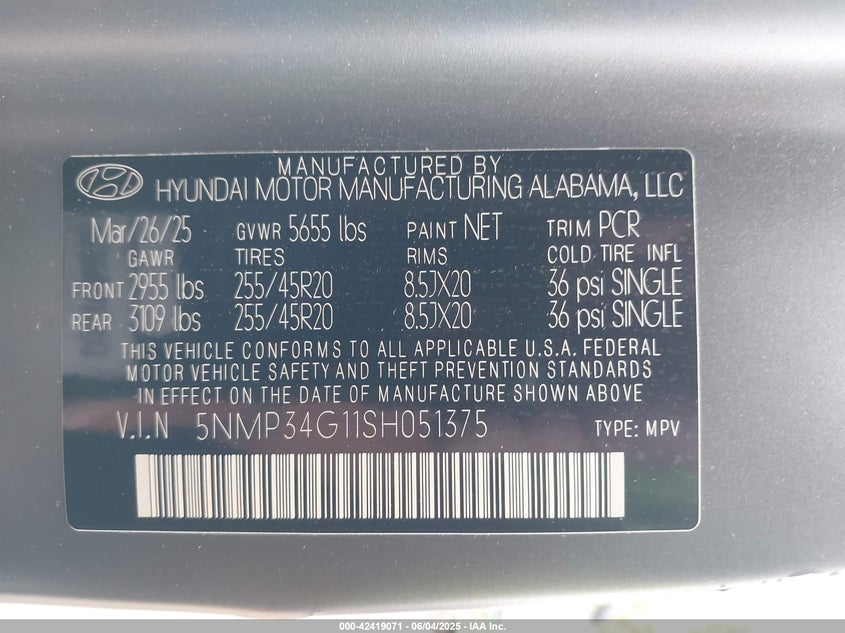 MANUFACTURED BY
HYUNDAI MOTOR MANUFACTURING ALABAMA, LLC
Mar/26/25 GVWR 5655 lbs PAINT NET TRIM PCR
GAWR TIRES RIMS COLD TIRE INFL
FRONT 2955 lbs 255/45R20 8.5JX20 36 psi SINGLE
REAR 3109 lbs 255/45R20 8.5JX20 36 psi SINGLE
THIS VEHICLE CONFORMS TO ALL APPLICABLE U.S.A. FEDERAL
MOTOR VEHICLE SAFETY AND THEFT PREVENTION STANDARDS
IN EFFECT ON THE DATE OF MANUFACTURE SHOWN ABOVE
V.I.N 5NMP34G11SH051375 TYPE: MPV
000-42419071 - 06/04/2025 - IAA Inc.